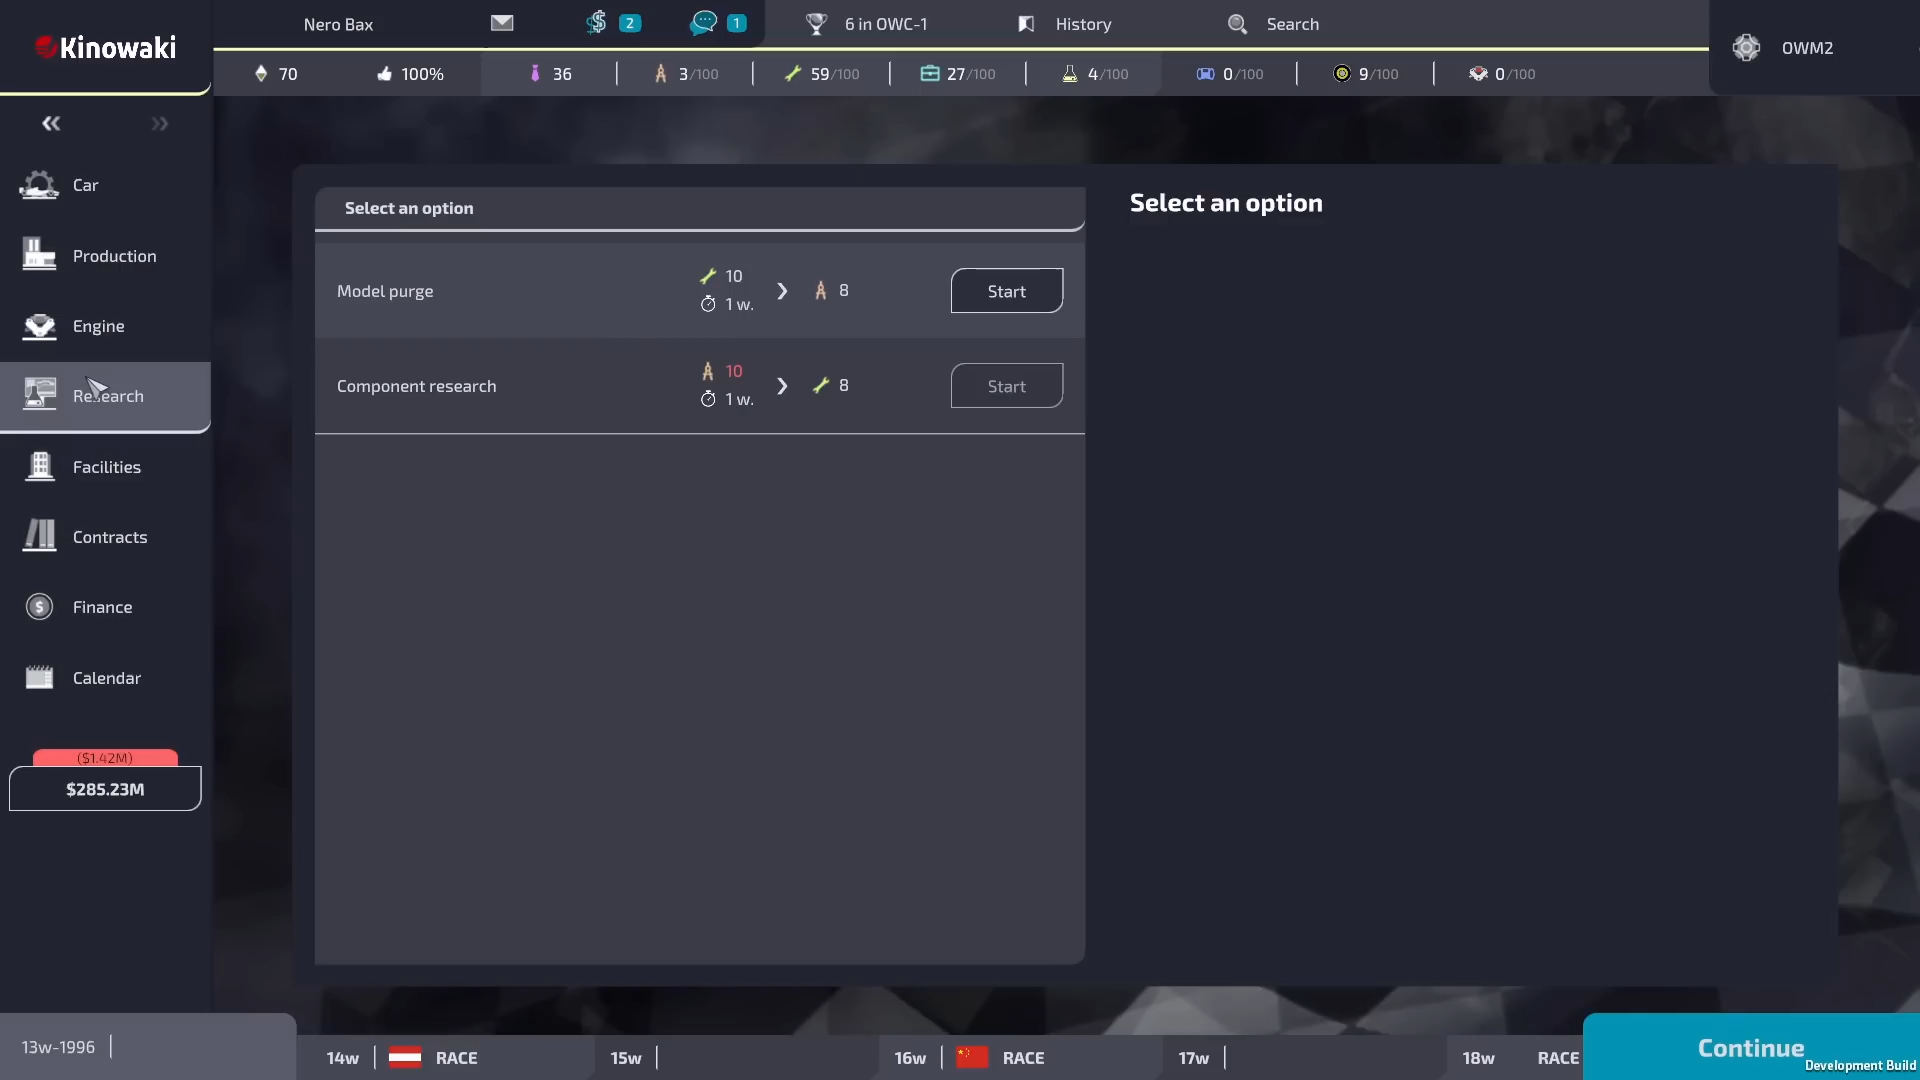 Kinowaki
Nero Bax
2
1
6 in OWC-1
History
Search
OWM2
70
100%
36
3/100
59/100
27/100
4/100
0/100
9/100
0/100
Car
Production
Engine
Research
Facilities
Contracts
Finance
Calendar
($1.42M)
$285.23M
Select an option
Model purge
10
1 w.
8
Start
Component research
10
1 w.
8
Start
Select an option
13w-1996
14w
RACE
15w
16w
RACE
17w
18w
RACE
Continue
Development Build